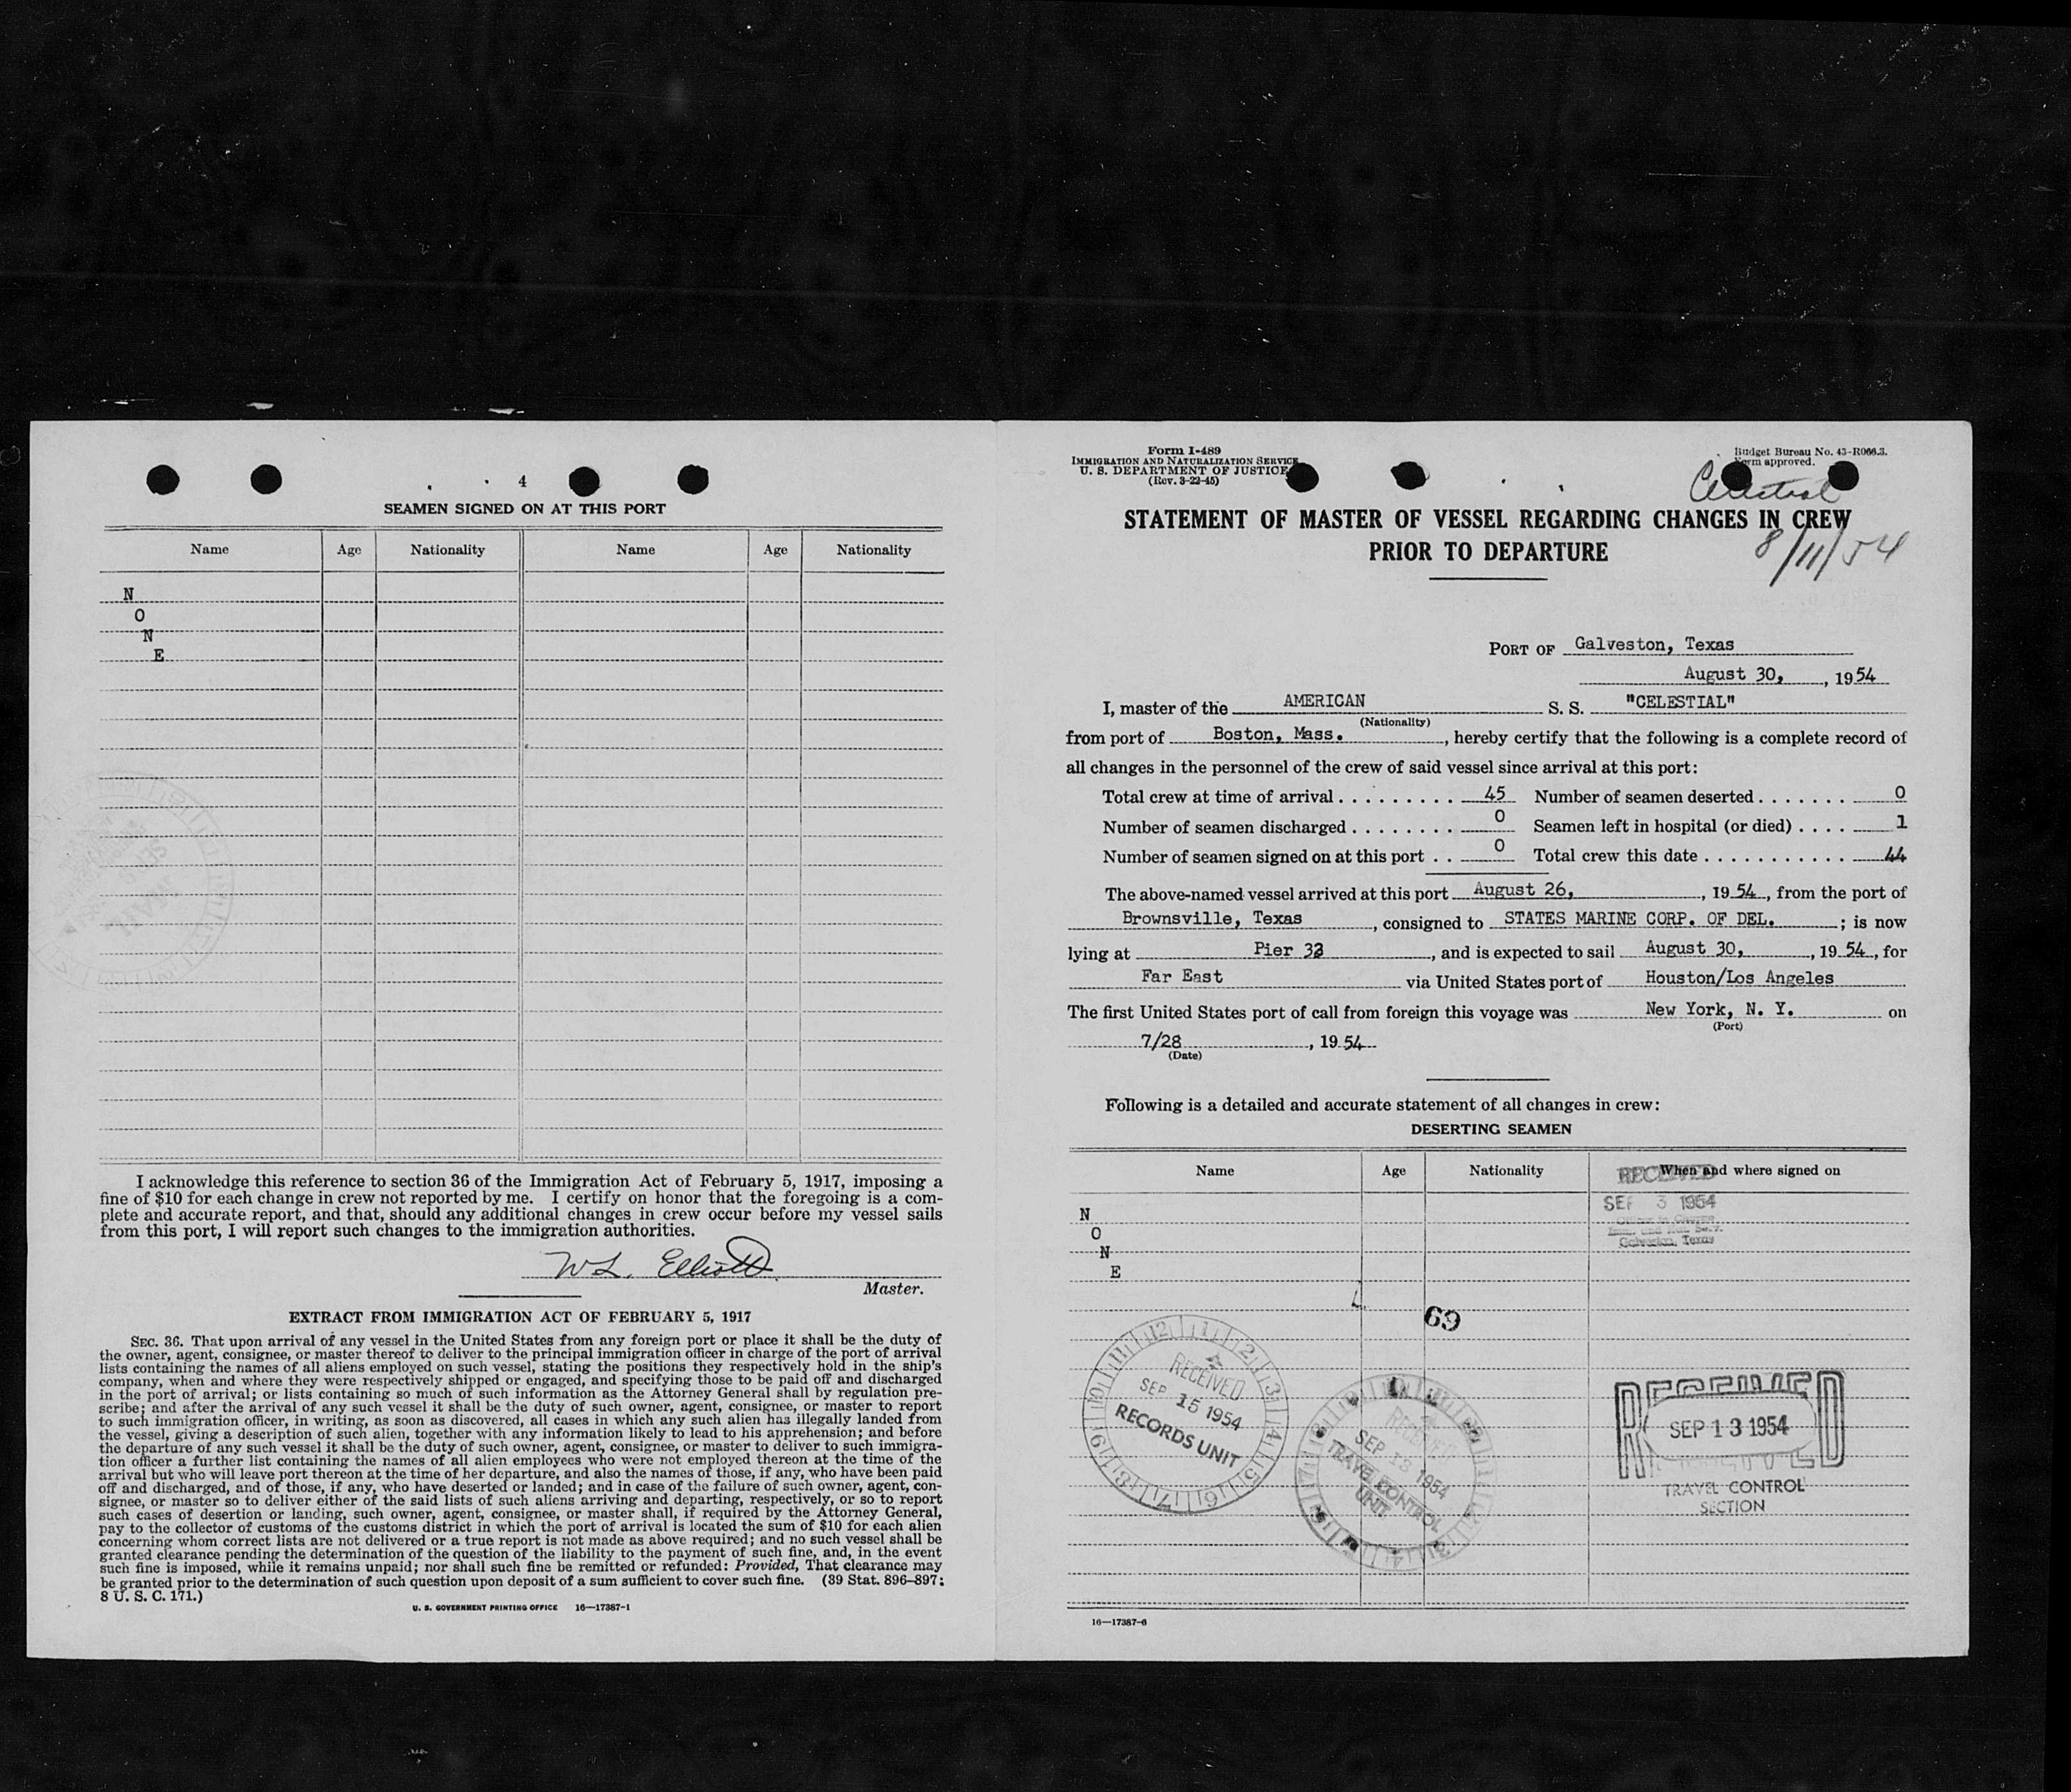 4
SEAMEN SIGNED ON AT THIS PORT
Name Age Nationality Name Age Nationality
N
O
N
E
I acknowledge this reference to section 36 of the Immigration Act of February 5, 1917, imposing a
fine of $10 for each change in crew not reported by me. I certify on honor that the foregoing is a com-
plete and accurate report, and that, should any additional changes in crew occur before my vessel sails
from this port, I will report such changes to the immigration authorities.
W L. Elliott
Master.
EXTRACT FROM IMMIGRATION ACT OF FEBRUARY 5, 1917
SEC. 36. That upon arrival of any vessel in the United States from any foreign port or place it shall be the duty of
the owner, agent, consignee, or master thereof to deliver to the principal immigration officer in charge of the port of arrival
lists containing the names of all aliens employed on such vessel, stating the positions they respectively hold in the ship's
company, when and where they were respectively shipped or engaged, and specifying those to be paid off and discharged
in the port of arrival; or lists containing so much of such information as the Attorney General shall by regulation pre-
scribe; and after the arrival of any such vessel it shall be the duty of such owner, agent, consignee, or master to report
to such immigration officer, in writing, as soon as discovered, all cases in which any such alien has illegally landed from
the vessel, giving a description of such alien, together with any information likely to lead to his apprehension; and before
the departure of any such vessel it shall be the duty of such owner, agent, consignee, or master to deliver to such immigra-
tion officer a further list containing the names of all alien employees who were not employed thereon at the time of the
arrival but who will leave port thereon at the time of her departure, and also the names of those, if any, who have been paid
off and discharged, and of those, if any, who have deserted or landed; and in case of the failure of such owner, agent, con-
signee, or master so to deliver either of the said lists of such aliens arriving and departing, respectively, or so to report
such cases of desertion or landing, such owner, agent, consignee, or master shall, if required by the Attorney General,
pay to the collector of customs of the customs district in which the port of arrival is located the sum of $10 for each alien
concerning whom correct lists are not delivered or a true report is not made as above required; and no such vessel shall be
granted clearance pending the determination of the question of the liability to the payment of such fine, and, in the event
such fine is imposed, while it remains unpaid; nor shall such fine be remitted or refunded: Provided, That clearance may
be granted prior to the determination of such question upon deposit of a sum sufficient to cover such fine. (39 Stat. 896-897;
8 U. S. C. 171.)
U. S. GOVERNMENT PRINTING OFFICE 16—17387-1
Form I-489
IMMIGRATION AND NATURALIZATION SERVICE
U. S. DEPARTMENT OF JUSTICE
(Rev. 3-22-45)
Budget Bureau No. 43-R066.3.
Form approved.
Celestial
STATEMENT OF MASTER OF VESSEL REGARDING CHANGES IN CREW
PRIOR TO DEPARTURE
8/11/54
PORT OF Galveston, Texas
August 30, , 1954
I, master of the AMERICAN S. S. "CELESTIAL"
(Nationality)
from port of Boston, Mass. , hereby certify that the following is a complete record of
all changes in the personnel of the crew of said vessel since arrival at this port:
Total crew at time of arrival . . . . . . . . . 45 Number of seamen deserted . . . . . . . 0
Number of seamen discharged . . . . . . . . 0 Seamen left in hospital (or died) . . . . 1
Number of seamen signed on at this port . . 0 Total crew this date . . . . . . . . . . . 44
The above-named vessel arrived at this port August 26, , 1954, from the port of
Brownsville, Texas , consigned to STATES MARINE CORP. OF DEL. ; is now
lying at Pier 33 , and is expected to sail August 30, , 1954, for
Far East via United States port of Houston/Los Angeles
The first United States port of call from foreign this voyage was New York, N. Y. on
(Port)
7/28 , 1954
(Date)
Following is a detailed and accurate statement of all changes in crew:
DESERTING SEAMEN
Name Age Nationality When and where signed on
RECEIVED
SEP 3 1954
Officer in Charge
Imm. and Nat. Serv.
Galveston, Texas
N
O
N
E
69
RECEIVED
SEP 15 1954
RECORDS UNIT
RECEIVED
SEP 13 1954
TRAVEL CONTROL
UNIT
RECEIVED
SEP 13 1954
TRAVEL CONTROL
SECTION
16—17387-6